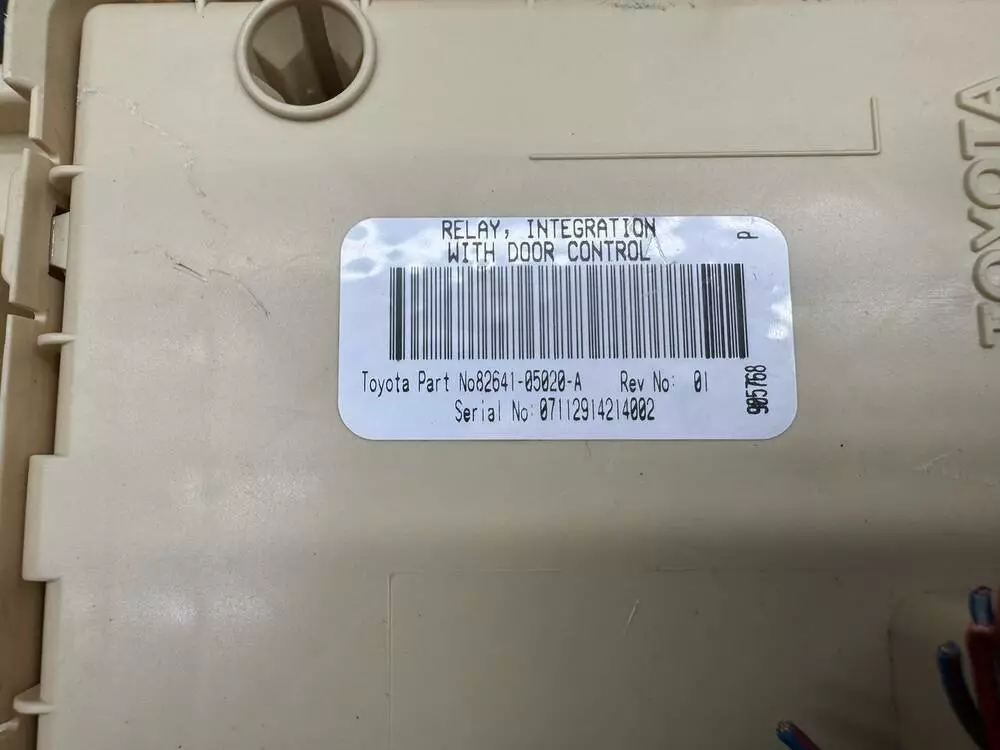 RELAY, INTEGRATION
WITH DOOR CONTROL
P
Toyota Part No82641-05020-A Rev No: 01
Serial No: 07112914214002
905768
TOYOTA